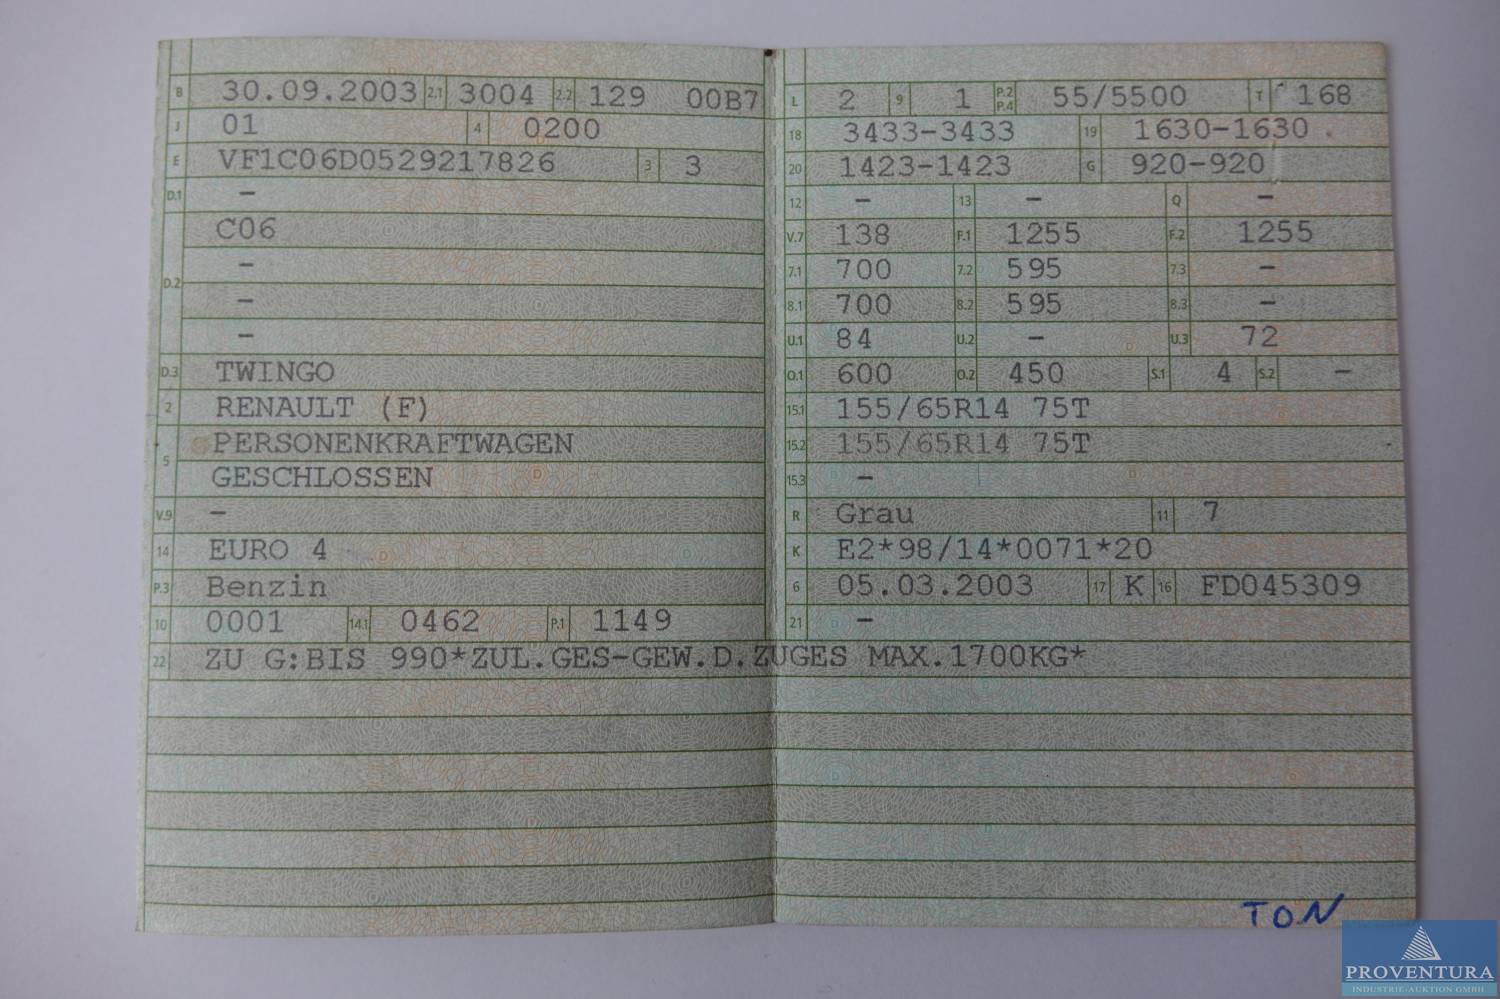 B 30.09.2003 2.1 3004 2.2 129 00B7
J 01 4 0200
E VF1C06D0529217826 3 3
D.1 –
C06
–
D.2
–
–
D.3 TWINGO
2 RENAULT (F)
PERSONENKRAFTWAGEN
5
GESCHLOSSEN
V.9 –
14 EURO 4
P.3 Benzin
10 0001 14.1 0462 P.1 1149
L 2 9 1 P.2 P.4 55/5500 T 168
18 3433-3433 19 1630-1630
20 1423-1423 G 920-920
12 – 13 – Q –
V.7 138 F.1 1255 F.2 1255
7.1 700 7.2 595 7.3 –
8.1 700 8.2 595 8.3 –
U.1 84 U.2 – U.3 72
O.1 600 O.2 450 S.1 4 S.2 –
15.1 155/65R14 75T
15.2 155/65R14 75T
15.3 –
R Grau 11 7
K E2*98/14*0071*20
6 05.03.2003 17 K 16 FD045309
21 –
22 ZU G:BIS 990*ZUL.GES-GEW.D.ZUGES MAX.1700KG*
TON
PROVENTURA
INDUSTRIE-AUKTION GMBH